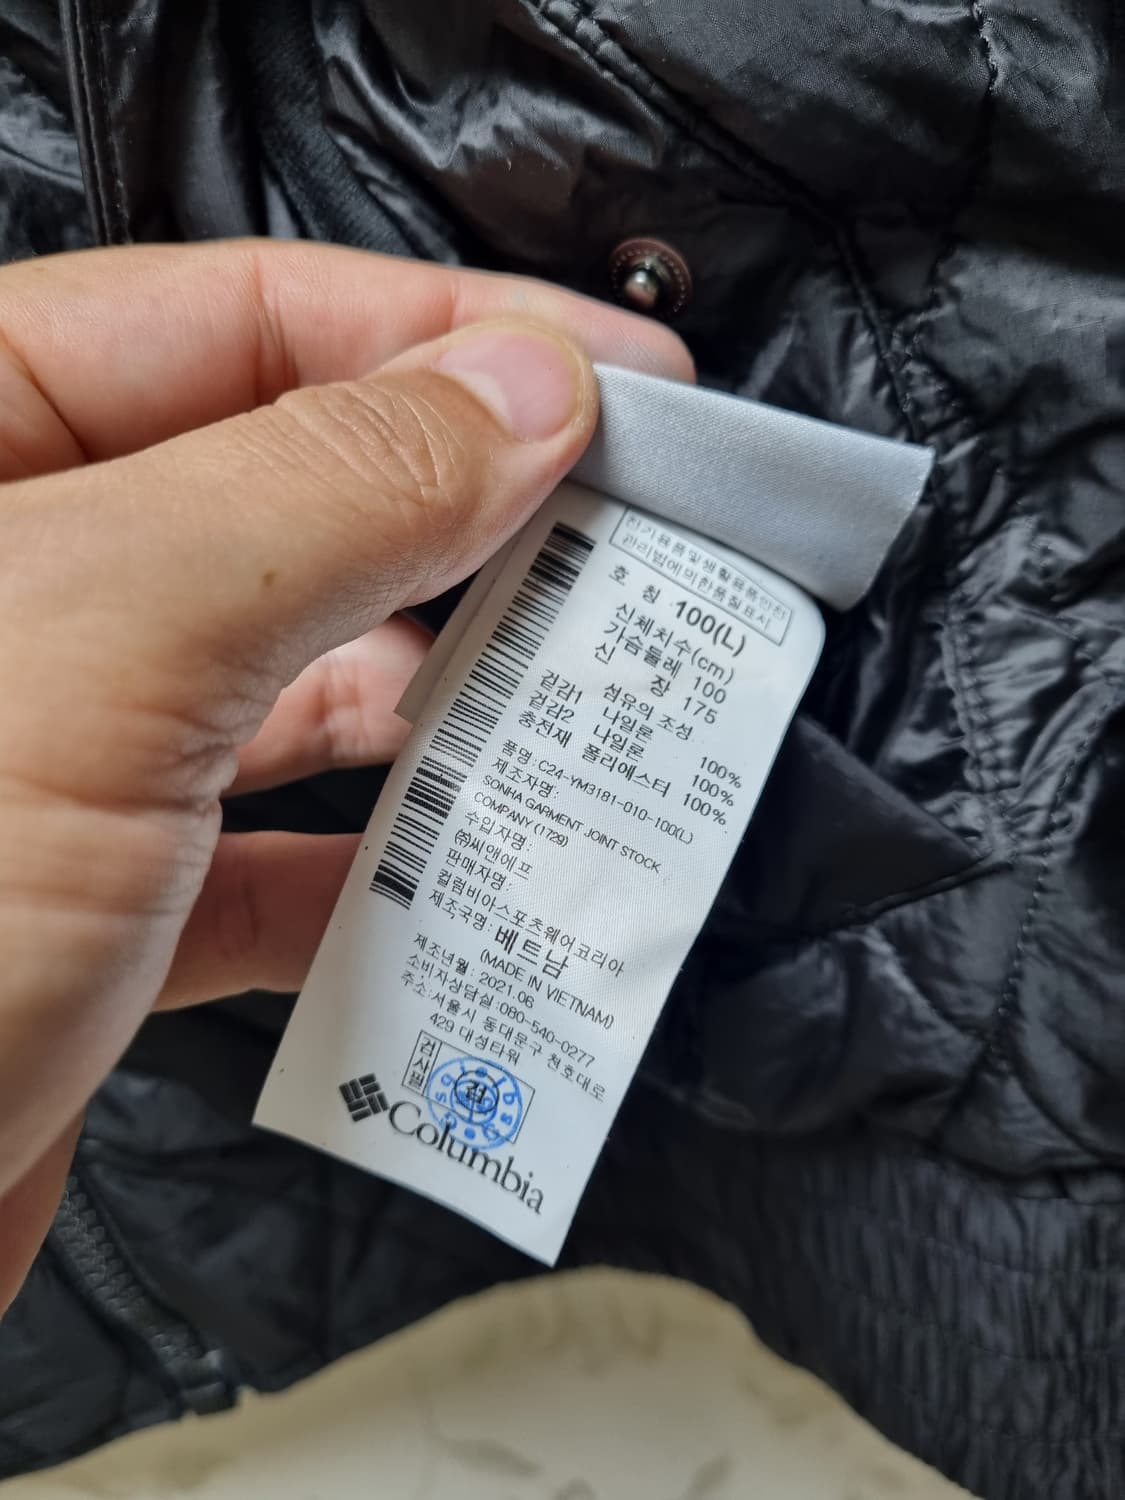 전기용품및생활용품안전
관리법에의한품질표시
호 칭 100(L)
신체치수(cm)
가슴둘레 100
신 장 175
섬유의 조성
겉감1 나일론 100%
겉감2 나일론 100%
충전재 폴리에스터 100%
품명:C24-YM3181-010-100(L)
제조자명:
SONHA GARMENT JOINT STOCK
COMPANY (1729)
수입자명:
㈜씨앤에프
판매자명:
컬럼비아스포츠웨어코리아
제조국명:베트남
(MADE IN VIETNAM)
제조년월: 2021.06
소비자상담실:080-540-0277
주소:서울시 동대문구 천호대로
429 대성타워
검사필
검
Columbia